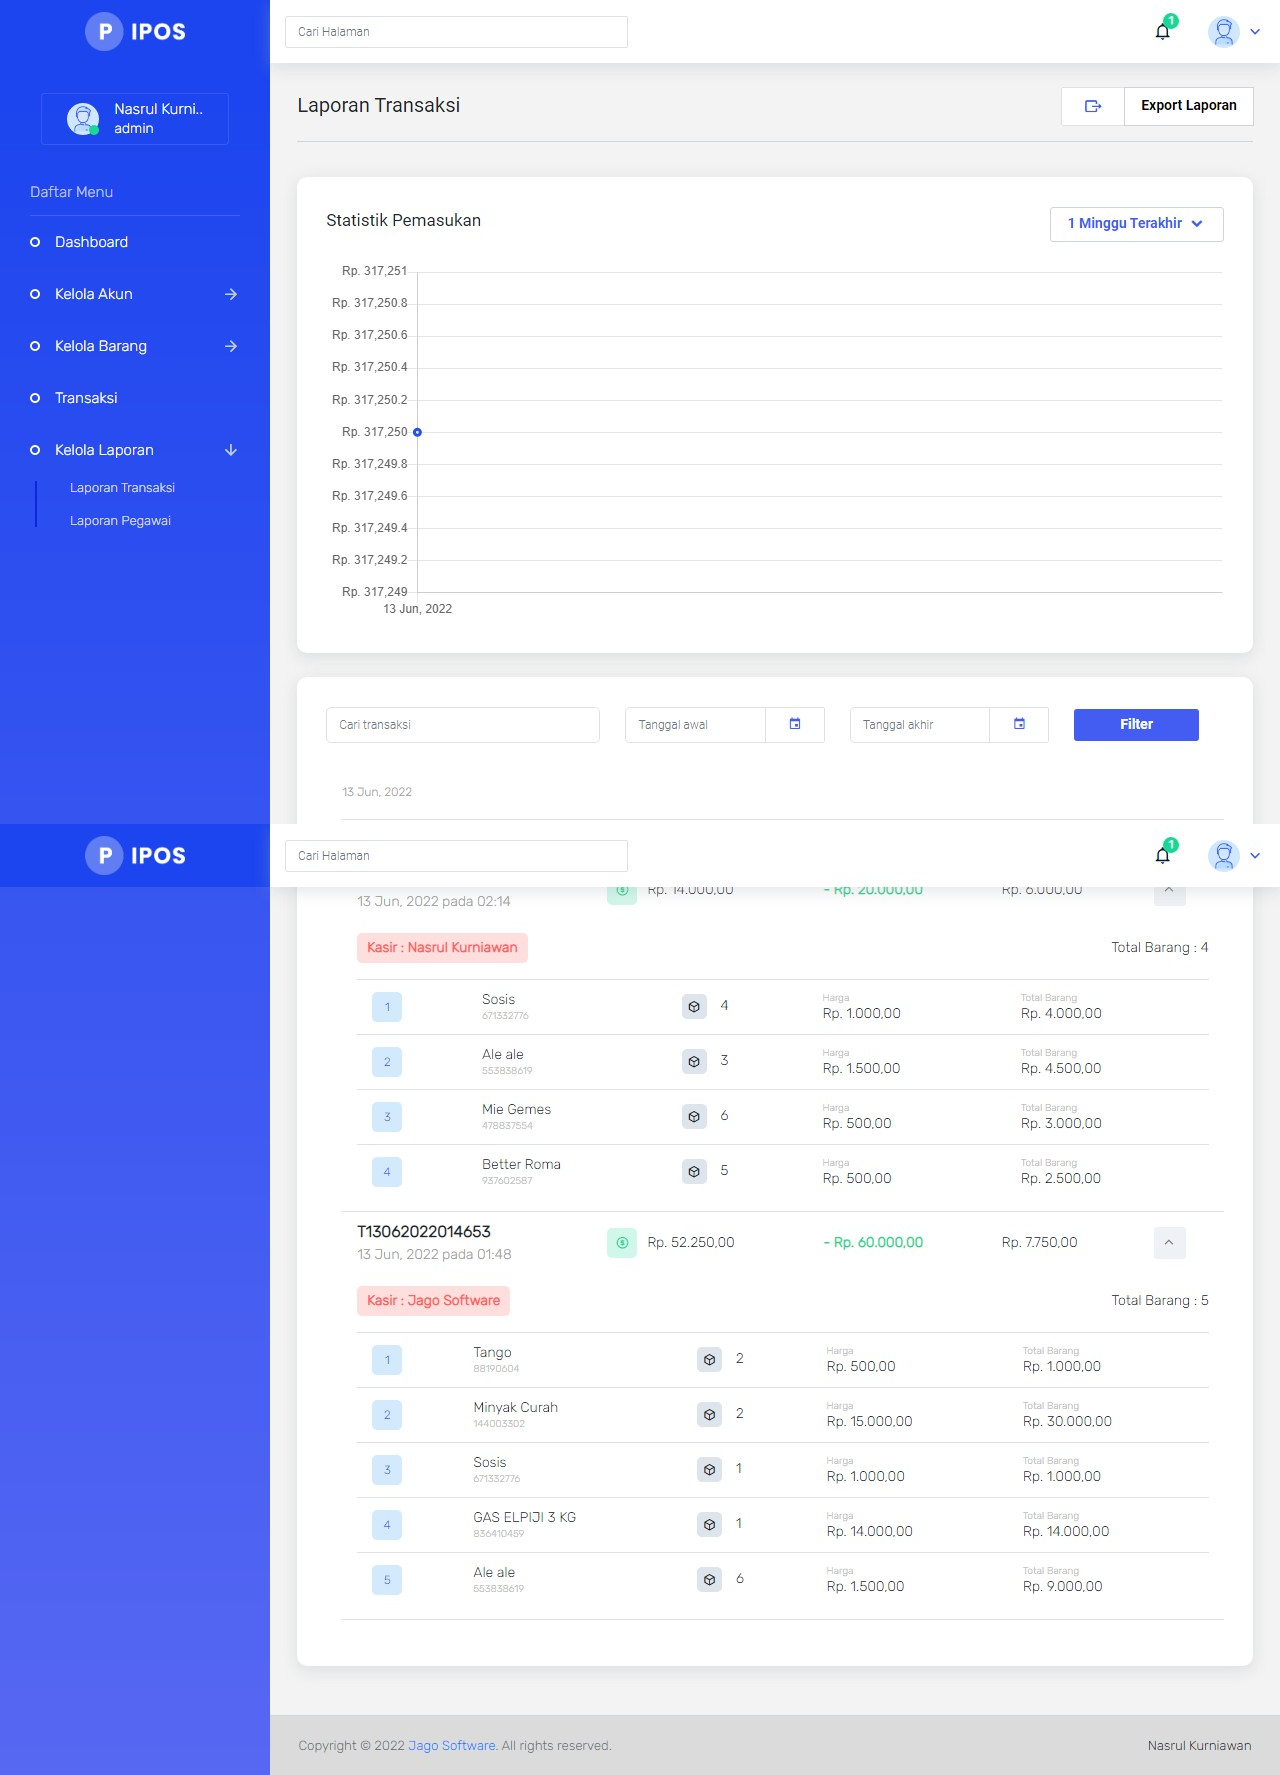 P IPOS
Cari Halaman
1
Nasrul Kurni..
admin
Daftar Menu
Dashboard
Kelola Akun
Kelola Barang
Transaksi
Kelola Laporan
Laporan Transaksi
Laporan Pegawai
Laporan Transaksi
Export Laporan
Statistik Pemasukan
1 Minggu Terakhir
Rp. 317,251
Rp. 317,250.8
Rp. 317,250.6
Rp. 317,250.4
Rp. 317,250.2
Rp. 317,250
Rp. 317,249.8
Rp. 317,249.6
Rp. 317,249.4
Rp. 317,249.2
Rp. 317,249
13 Jun, 2022
Cari transaksi
Tanggal awal
Tanggal akhir
Filter
13 Jun, 2022
P IPOS
Cari Halaman
1
13 Jun, 2022 pada 02:14
Rp. 14.000,00
- Rp. 20.000,00
Rp. 6.000,00
Kasir : Nasrul Kurniawan
Total Barang : 4
1 Sosis 4 Harga Total Barang
671332776 Rp. 1.000,00 Rp. 4.000,00
2 Ale ale 3 Harga Total Barang
553838619 Rp. 1.500,00 Rp. 4.500,00
3 Mie Gemes 6 Harga Total Barang
478837554 Rp. 500,00 Rp. 3.000,00
4 Better Roma 5 Harga Total Barang
937602587 Rp. 500,00 Rp. 2.500,00
T13062022014653
13 Jun, 2022 pada 01:48
Rp. 52.250,00
- Rp. 60.000,00
Rp. 7.750,00
Kasir : Jago Software
Total Barang : 5
1 Tango 2 Harga Total Barang
88190604 Rp. 500,00 Rp. 1.000,00
2 Minyak Curah 2 Harga Total Barang
144003302 Rp. 15.000,00 Rp. 30.000,00
3 Sosis 1 Harga Total Barang
671332776 Rp. 1.000,00 Rp. 1.000,00
4 GAS ELPIJI 3 KG 1 Harga Total Barang
836410459 Rp. 14.000,00 Rp. 14.000,00
5 Ale ale 6 Harga Total Barang
553838619 Rp. 1.500,00 Rp. 9.000,00
Copyright © 2022 Jago Software. All rights reserved.
Nasrul Kurniawan